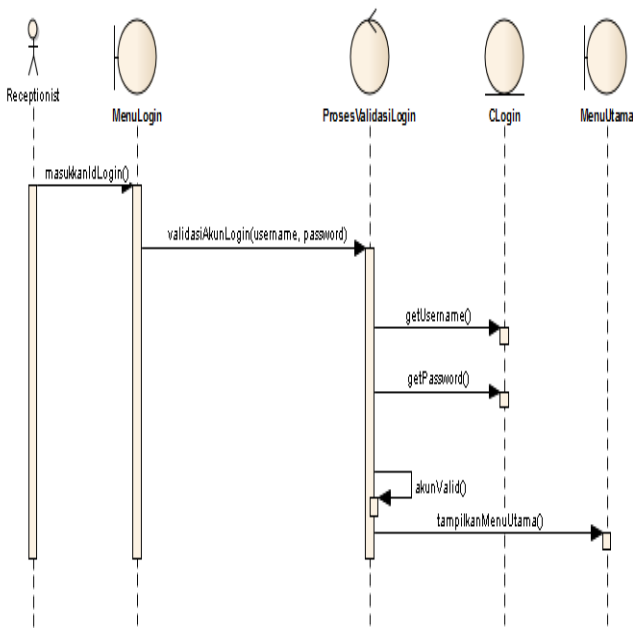 Receptionist
MenuLogin
ProsesValidasiLogin
CLogin
MenuUtama
masukkanIdLogin()
validasiAkunLogin(username, password)
getUsername()
getPassword()
akunValid()
tampilkanMenuUtama()